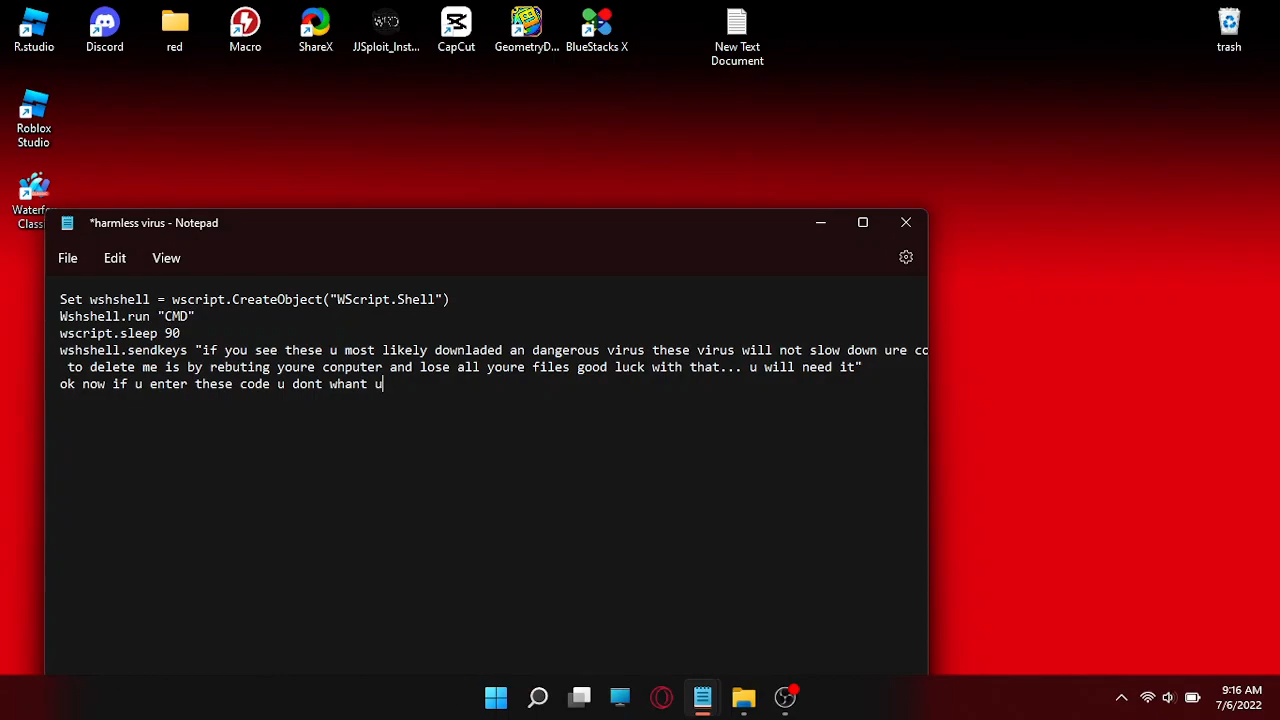 Rstudio
Discord
red
Macro
ShareX
JJSploit_Inst...
CapCut
GeometryD...
BlueStacks X
New Text
Document
trash
Roblox
Studio
Waterfo
Classi
*harmless virus - Notepad
File
Edit
View
Set wshshell = wscript.CreateObject("WScript.Shell")
Wshshell.run "CMD"
wscript.sleep 90
wshshell.sendkeys "if you see these u most likely downladed an dangerous virus these virus will not slow down ure co
to delete me is by rebuting youre conputer and lose all youre files good luck with that... u will need it"
ok now if u enter these code u dont whant u
9:16 AM
7/6/2022